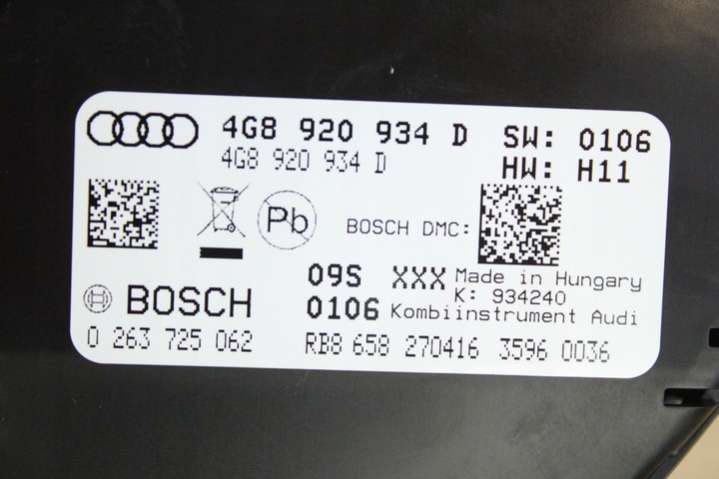 4G8 920 934 D SW: 0106
4G8 920 934 D HW: H11
Pb
BOSCH DMC:
09S XXX Made in Hungary
K: 934240
BOSCH 0106 Kombiinstrument Audi
0 263 725 062 RB8 658 270416 3596 0036